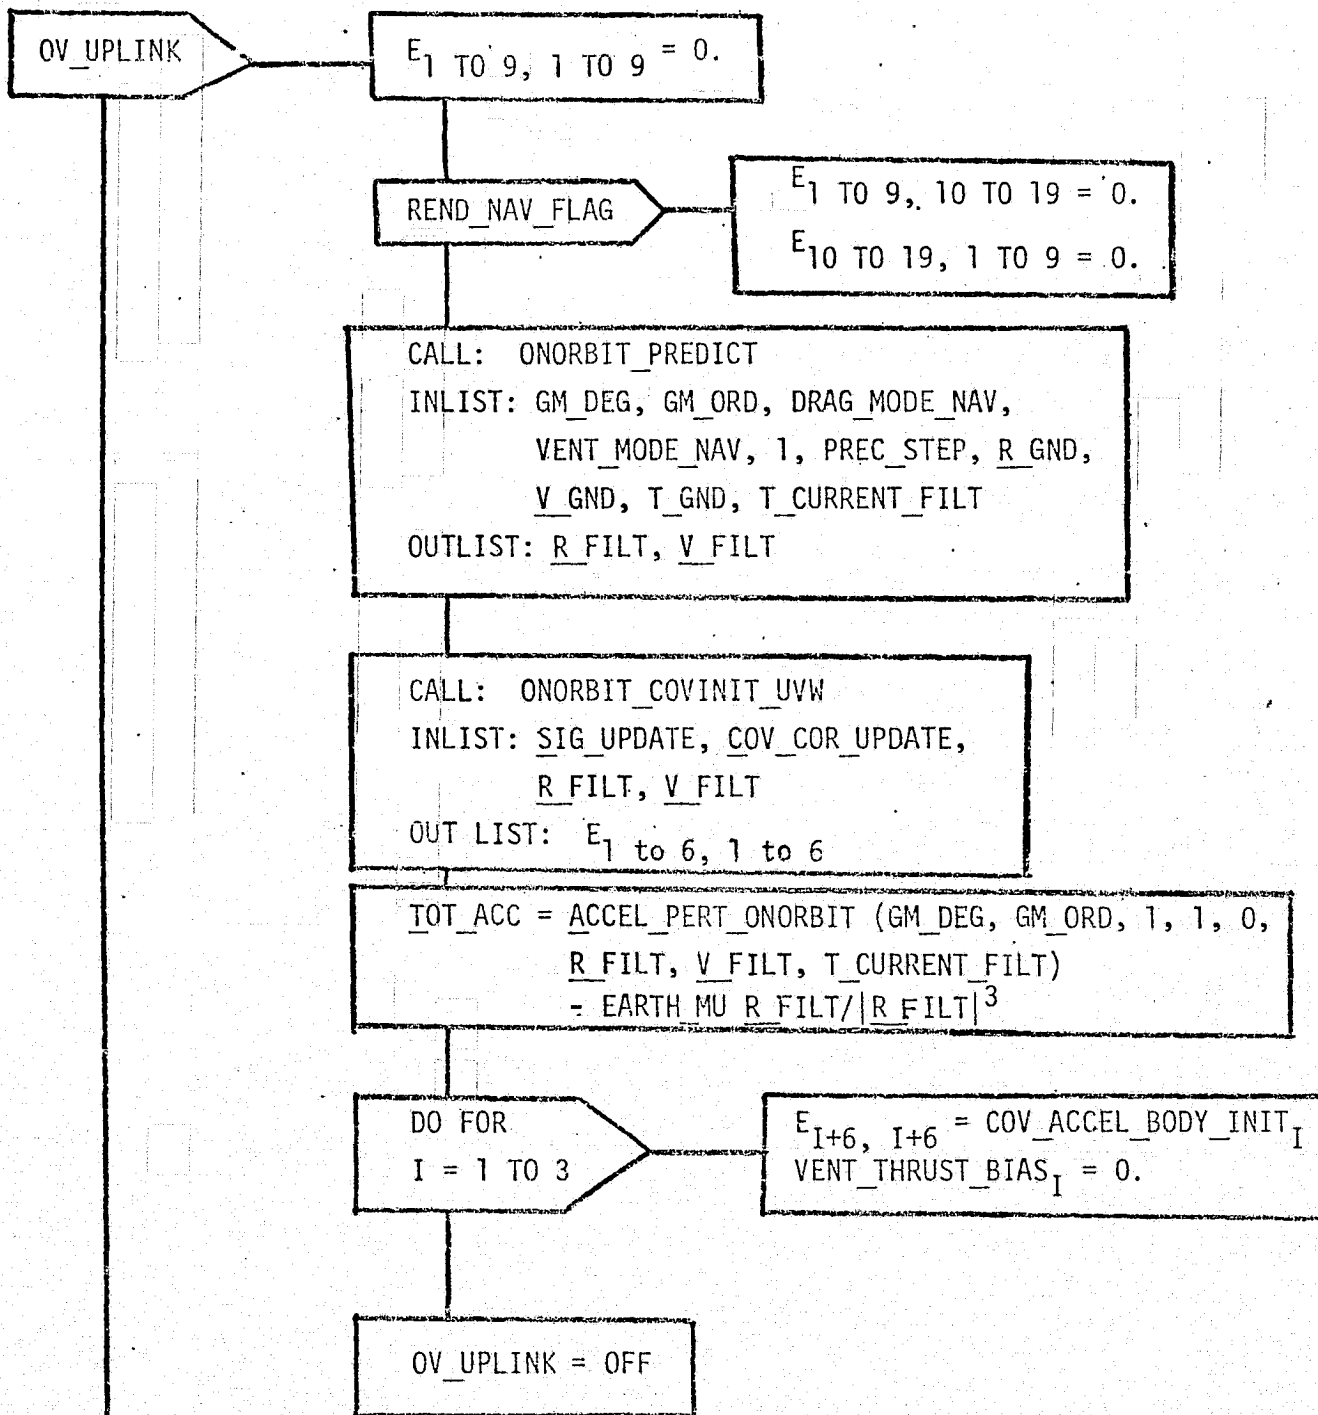 OV_UPLINK
E1 TO 9, 1 TO 9 = 0.
REND_NAV_FLAG
E1 TO 9, 10 TO 19 = 0.
E10 TO 19, 1 TO 9 = 0.
CALL: ONORBIT_PREDICT
INLIST: GM_DEG, GM_ORD, DRAG_MODE_NAV,
VENT_MODE_NAV, 1, PREC_STEP, R_GND,
V_GND, T_GND, T_CURRENT_FILT
OUTLIST: R_FILT, V_FILT
CALL: ONORBIT_COVINIT_UVW
INLIST: SIG_UPDATE, COV_COR_UPDATE,
R_FILT, V_FILT
OUT LIST: E1 to 6, 1 to 6
TOT_ACC = ACCEL_PERT_ONORBIT (GM_DEG, GM_ORD, 1, 1, 0,
R_FILT, V_FILT, T_CURRENT_FILT)
- EARTH_MU R_FILT/|R_FILT|3
DO FOR
I = 1 TO 3
EI+6, I+6 = COV_ACCEL_BODY_INITI
VENT_THRUST_BIASI = 0.
OV_UPLINK = OFF